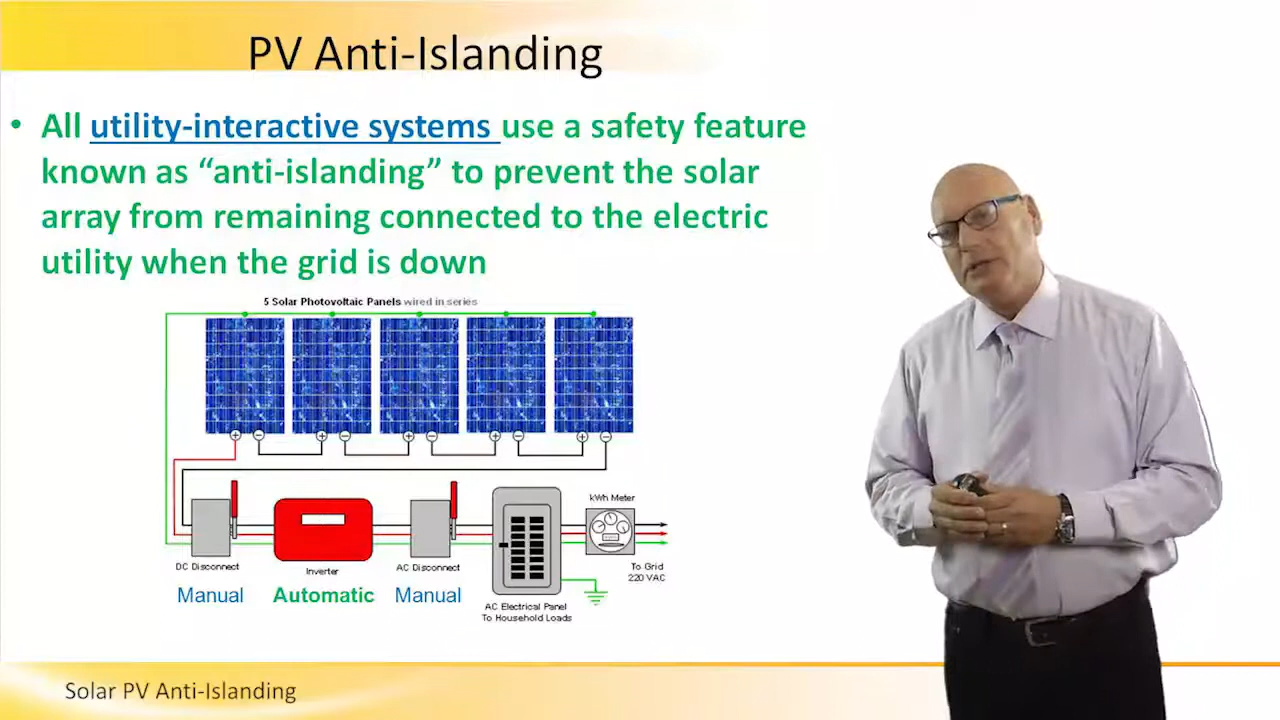 PV Anti-Islanding
• All utility-interactive systems use a safety feature
known as “anti-islanding” to prevent the solar
array from remaining connected to the electric
utility when the grid is down
5 Solar Photovoltaic Panels wired in series
+ − + − + − + − + −
kWh Meter
DC Disconnect
Inverter
AC Disconnect
To Grid
220 VAC
Manual
Automatic
Manual
AC Electrical Panel
To Household Loads
Solar PV Anti-Islanding